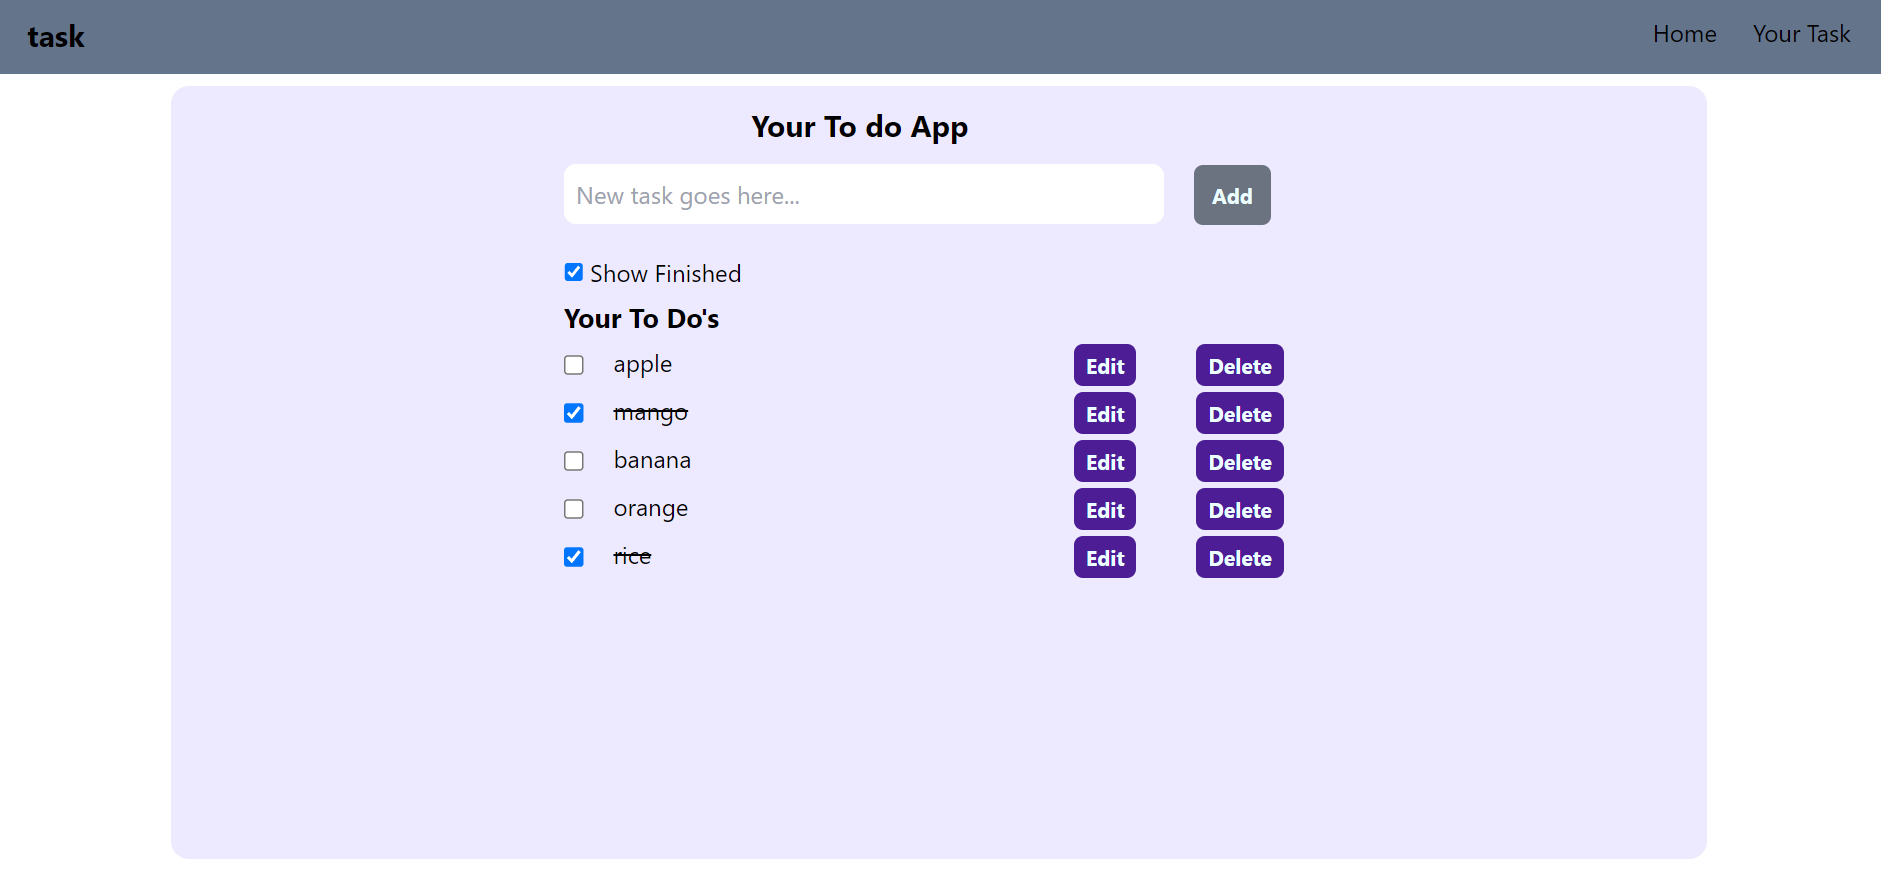 task Home Your Task
Your To do App
New task goes here... Add
Show Finished
Your To Do's
apple Edit Delete
mango Edit Delete
banana Edit Delete
orange Edit Delete
rice Edit Delete